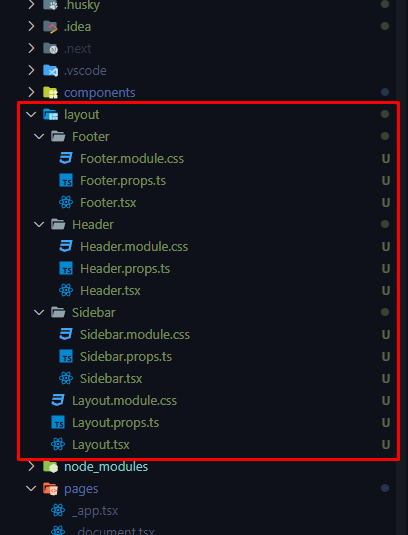 .husky
.idea
.next
.vscode
components
layout
Footer
Footer.module.css U
TS Footer.props.ts U
Footer.tsx U
Header
Header.module.css U
TS Header.props.ts U
Header.tsx U
Sidebar
Sidebar.module.css U
TS Sidebar.props.ts U
Sidebar.tsx U
Layout.module.css U
TS Layout.props.ts U
Layout.tsx U
node_modules
pages
_app.tsx
_document.tsx